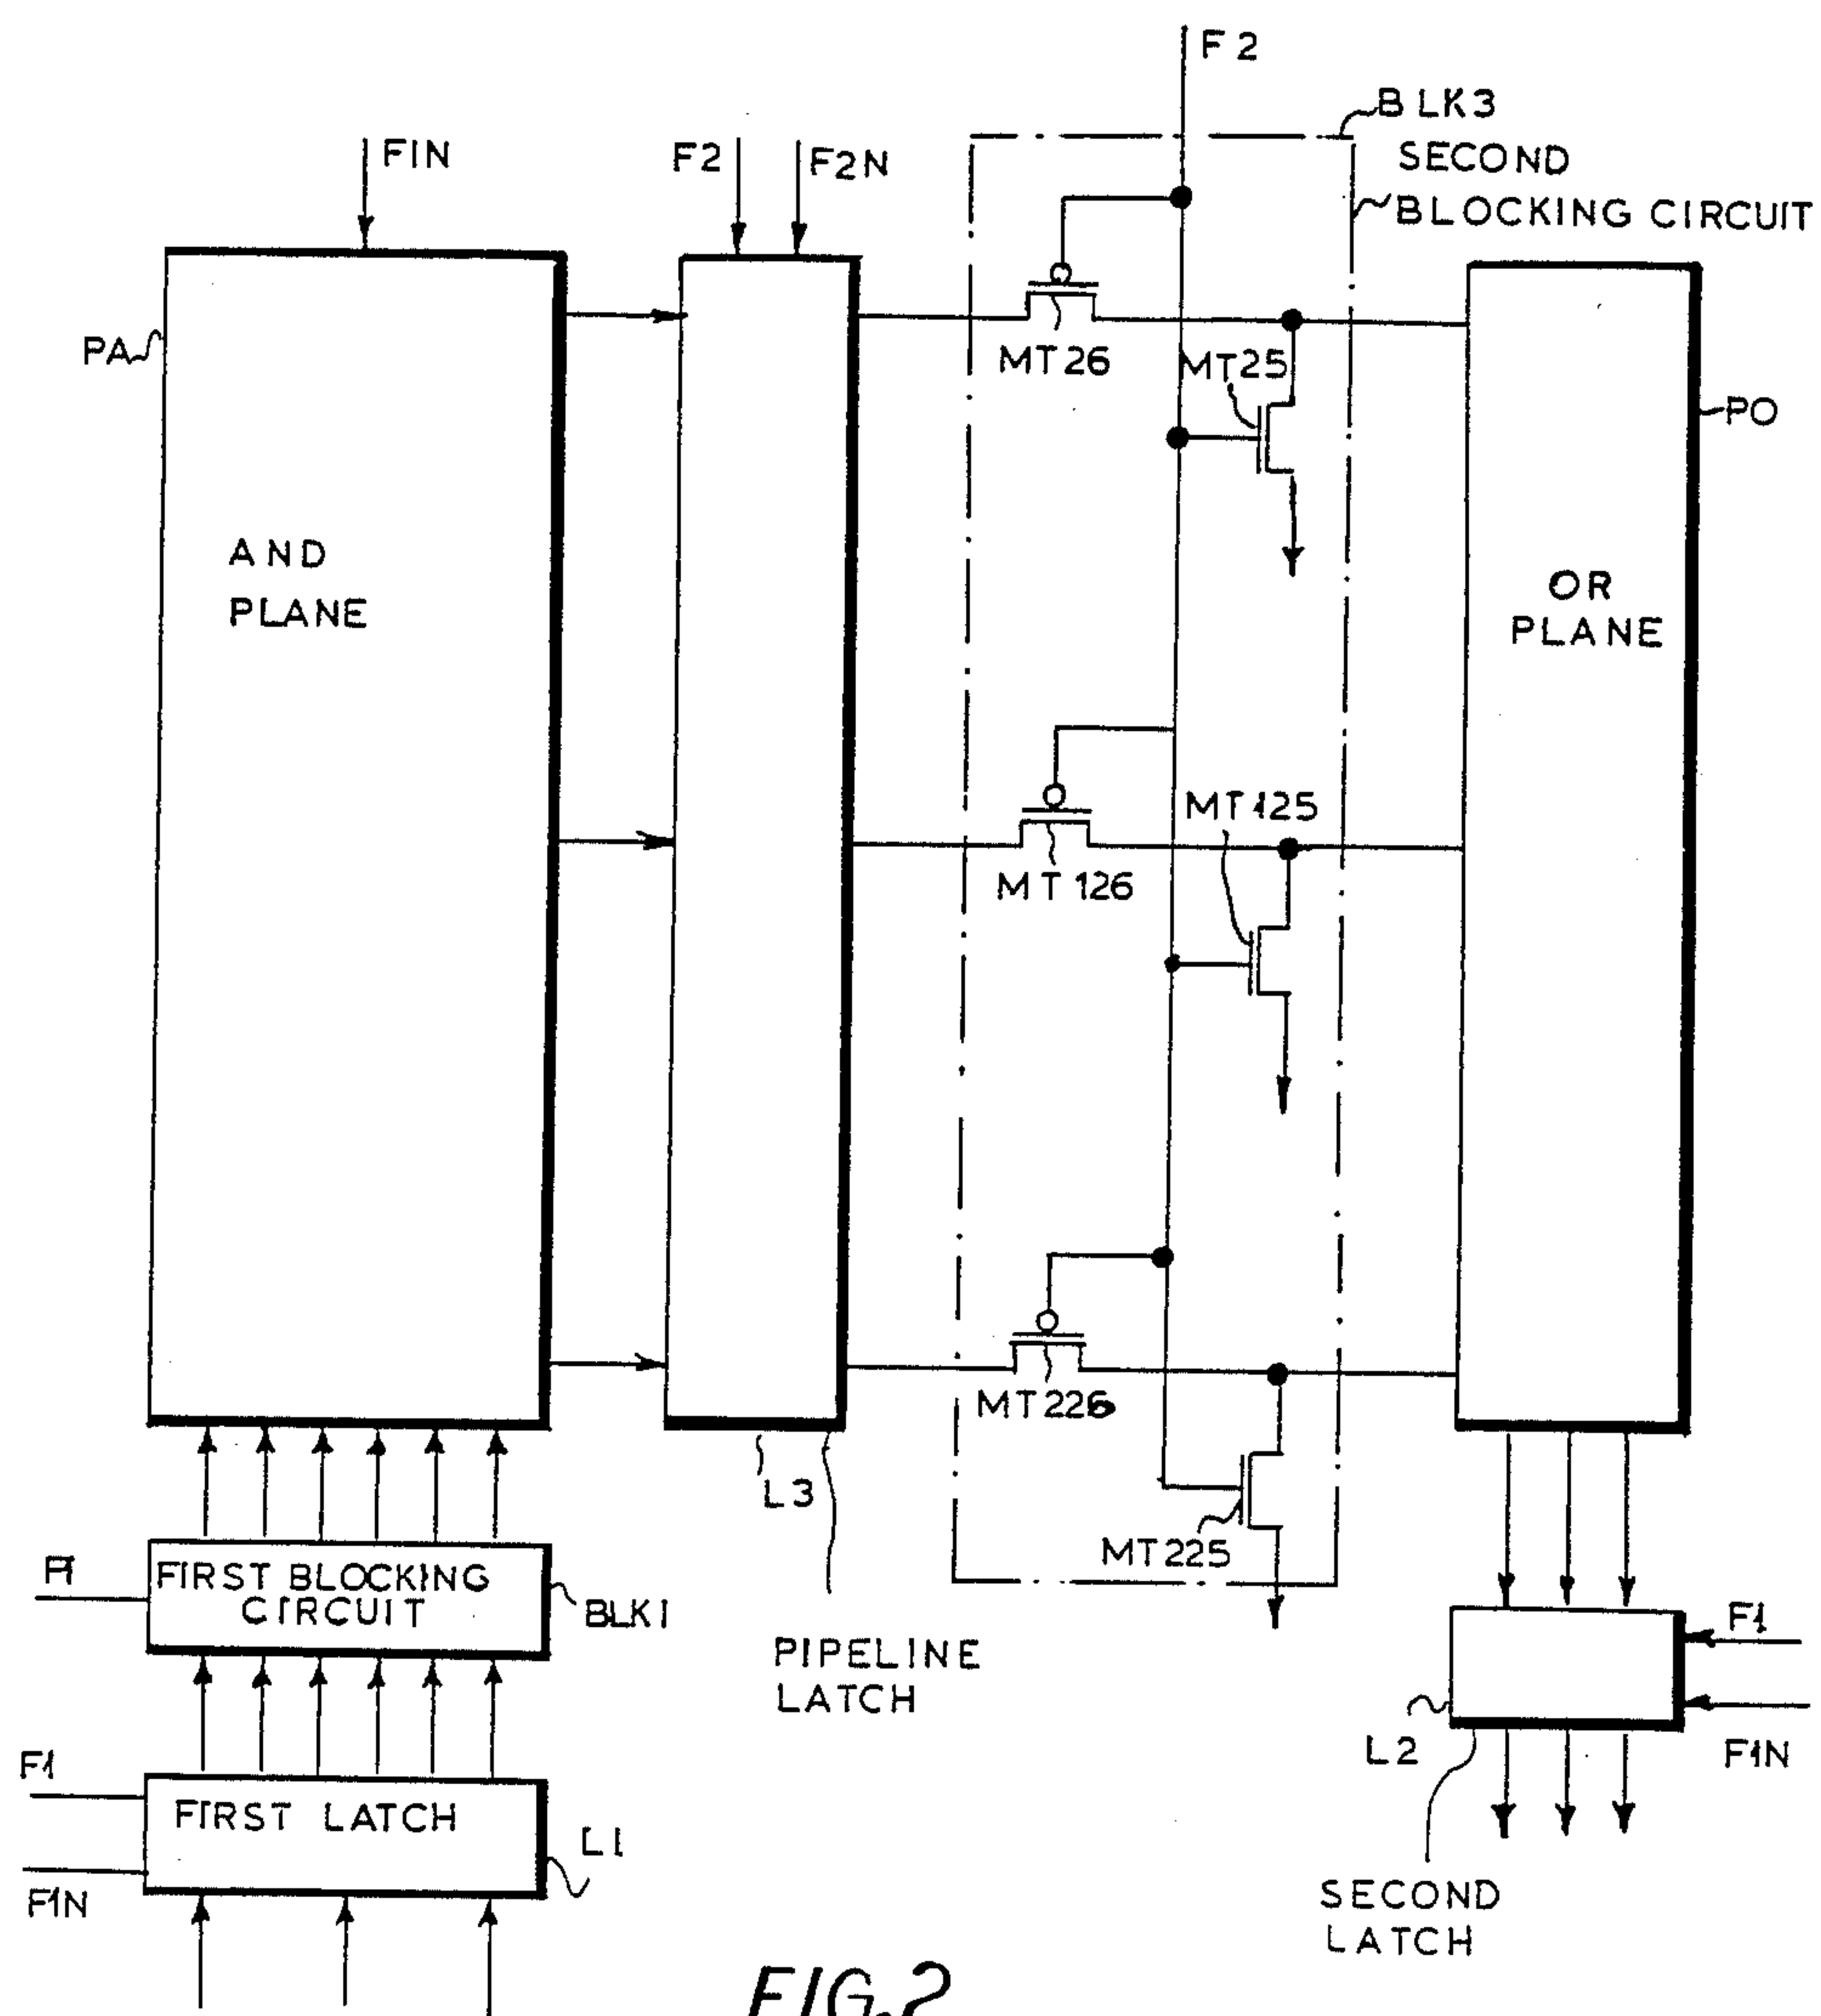 F2
BLK3
SECOND
BLOCKING CIRCUIT
FIN
F2
F2N
PA
MT26
MT25
PO
AND
PLANE
OR
PLANE
MT125
MT126
MT226
L3
MT225
F1
FIRST BLOCKING
CIRCUIT
BLK1
PIPELINE
LATCH
F1
L2
F1N
F1
FIRST LATCH
L1
F1N
SECOND
LATCH
FIG.2